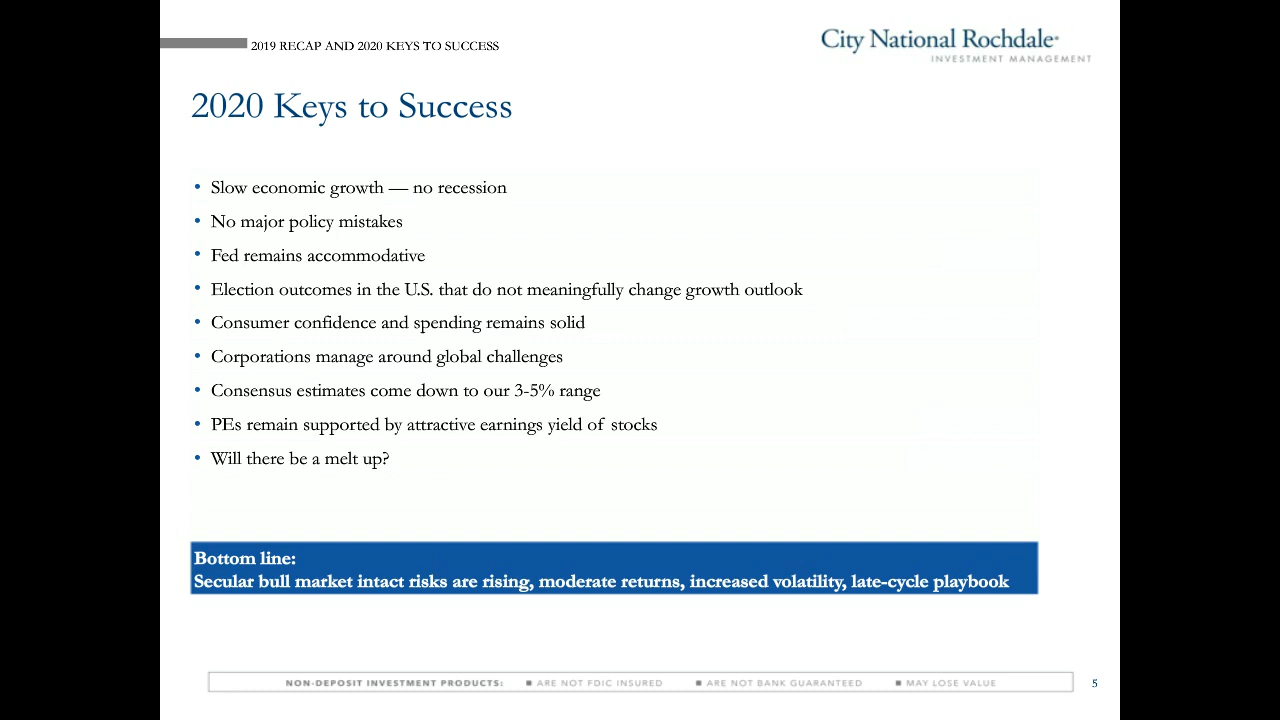 2019 RECAP AND 2020 KEYS TO SUCCESS
City National Rochdale
INVESTMENT MANAGEMENT
2020 Keys to Success
• Slow economic growth — no recession
• No major policy mistakes
• Fed remains accommodative
• Election outcomes in the U.S. that do not meaningfully change growth outlook
• Consumer confidence and spending remains solid
• Corporations manage around global challenges
• Consensus estimates come down to our 3-5% range
• PEs remain supported by attractive earnings yield of stocks
• Will there be a melt up?
Bottom line:
Secular bull market intact risks are rising, moderate returns, increased volatility, late-cycle playbook
NON-DEPOSIT INVESTMENT PRODUCTS: ■ ARE NOT FDIC INSURED ■ ARE NOT BANK GUARANTEED ■ MAY LOSE VALUE
5